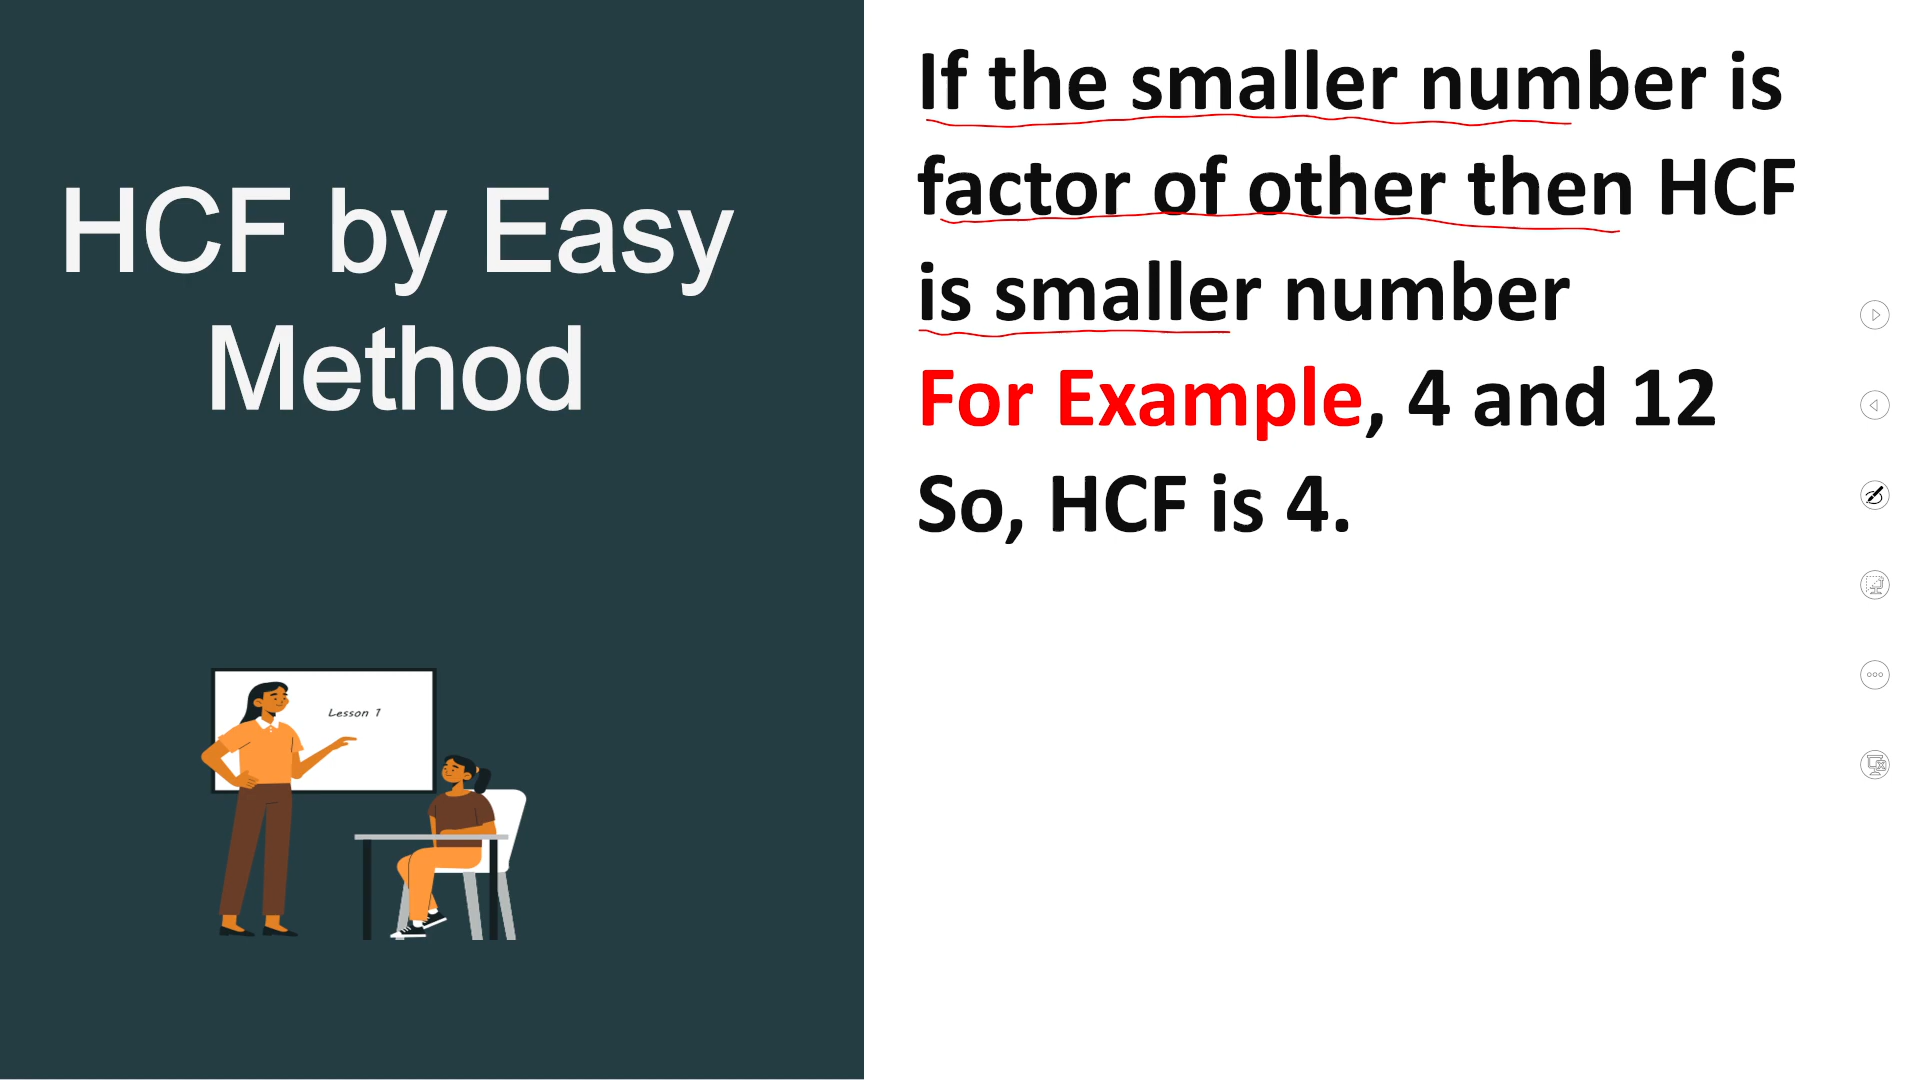 HCF by Easy
Method
Lesson 1
If the smaller number is
factor of other then HCF
is smaller number
For Example, 4 and 12
So, HCF is 4.